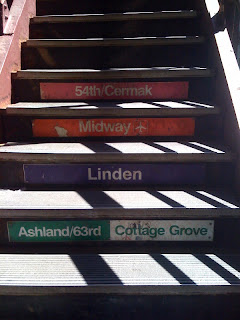 54th/Cermak
Midway
Linden
Ashland/63rd Cottage Grove